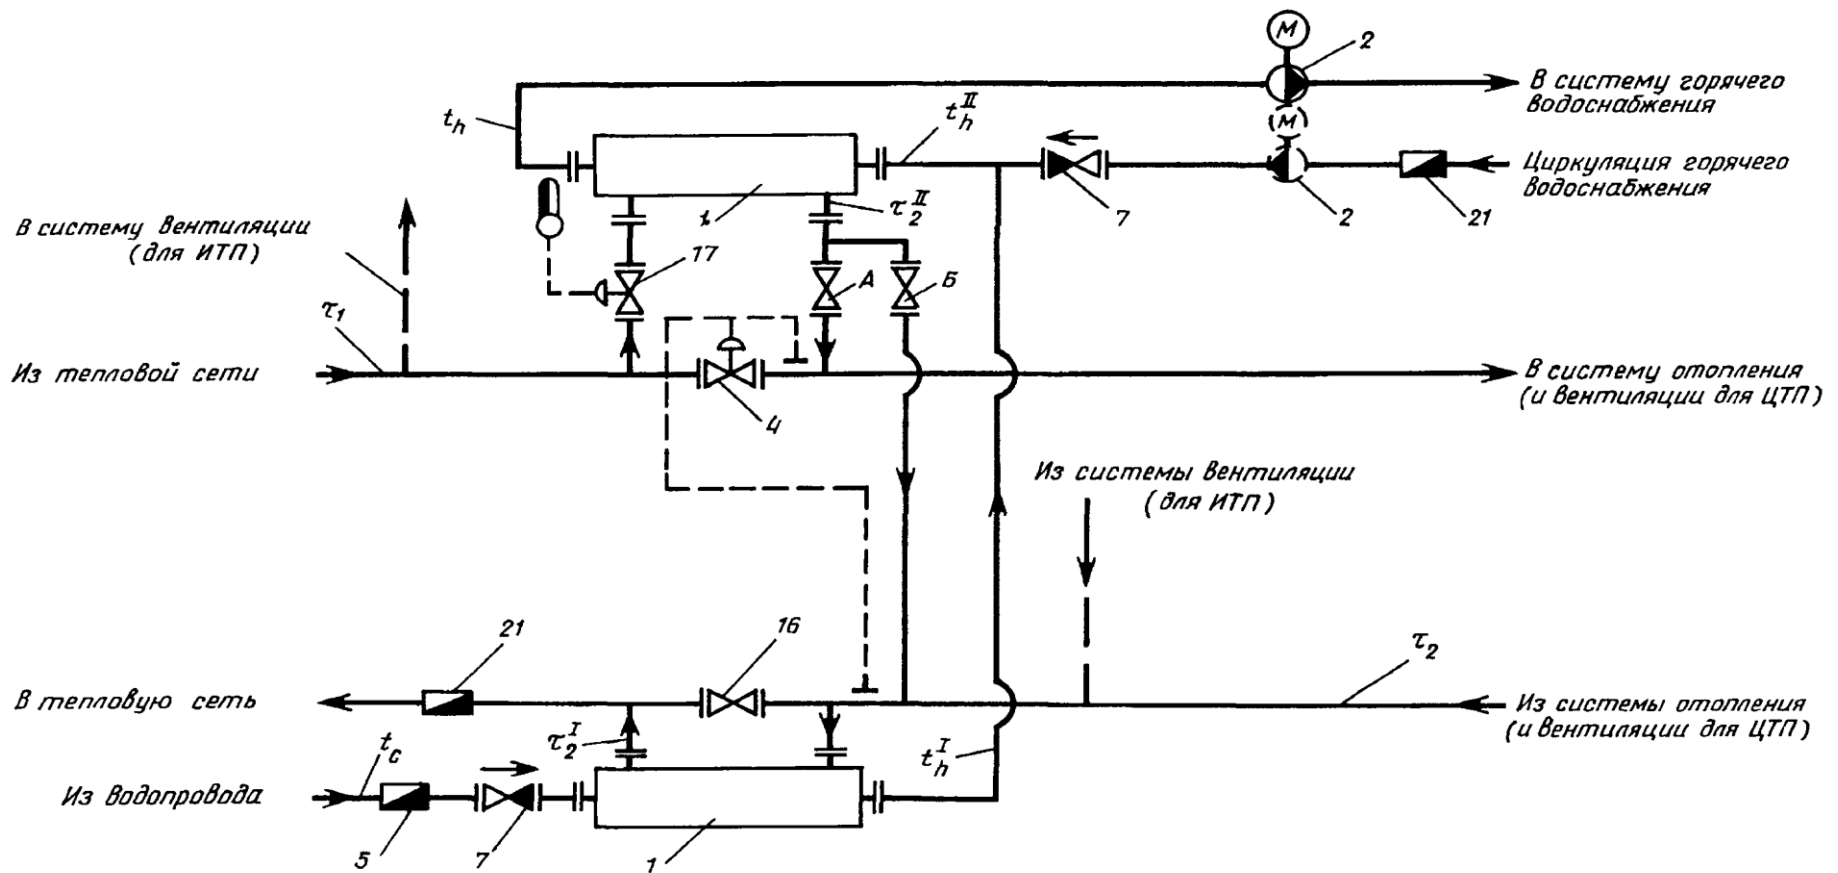 М
2
В систему горячего
водоснабжения
t_h
t_h^II
(М)
Циркуляция горячего
водоснабжения
1
τ_2^II
7
2
21
В систему вентиляции
(для ИТП)
17
А
Б
τ_1
Из тепловой сети
4
В систему отопления
(и вентиляции для ЦТП)
Из системы вентиляции
(для ИТП)
21
16
τ_2
В тепловую сеть
τ_2^I
t_h^I
Из системы отопления
(и вентиляции для ЦТП)
t_c
Из водопровода
5
7
1